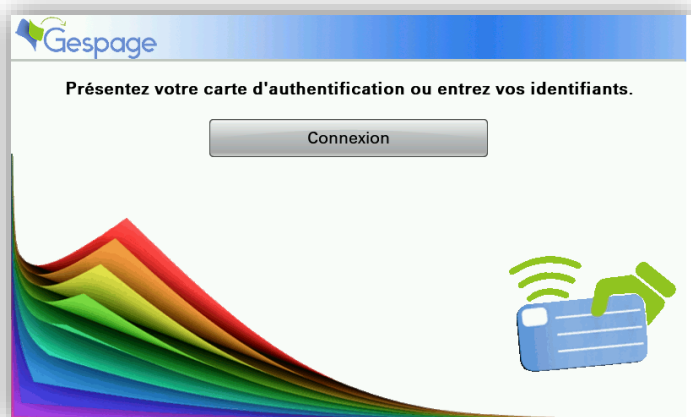 Gespage
Présentez votre carte d'authentification ou entrez vos identifiants.
Connexion